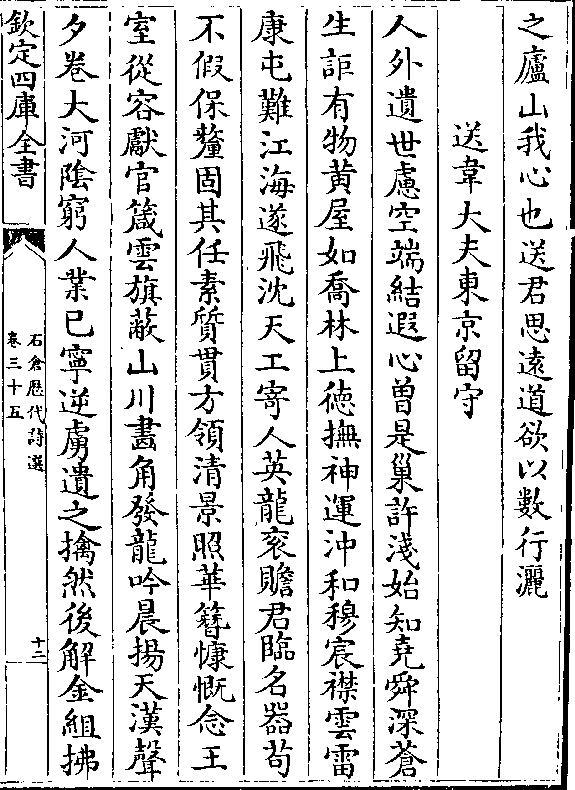 之廬山我心也送君思遠道欲以數行灑
送韋大夫東京留守
人外遺世慮空端結遐心曽是巢許淺始知堯舜深蒼
生詎有物黄屋如喬林上徳撫神運沖和穆宸襟雲雷
康屯難江海遂飛沈天工寄人英龍衮贍君臨名器苟
不假保釐固其任素質貫方領清景照華簪慷慨念王
室從容獻官箴雲旗蔽山川畫角發龍吟晨揚天漢聲
夕卷大河陰窮人業已寧逆虜遺之擒然後解金組拂
欽定四庫全書
石倉歴代詩選
卷三十五
十二